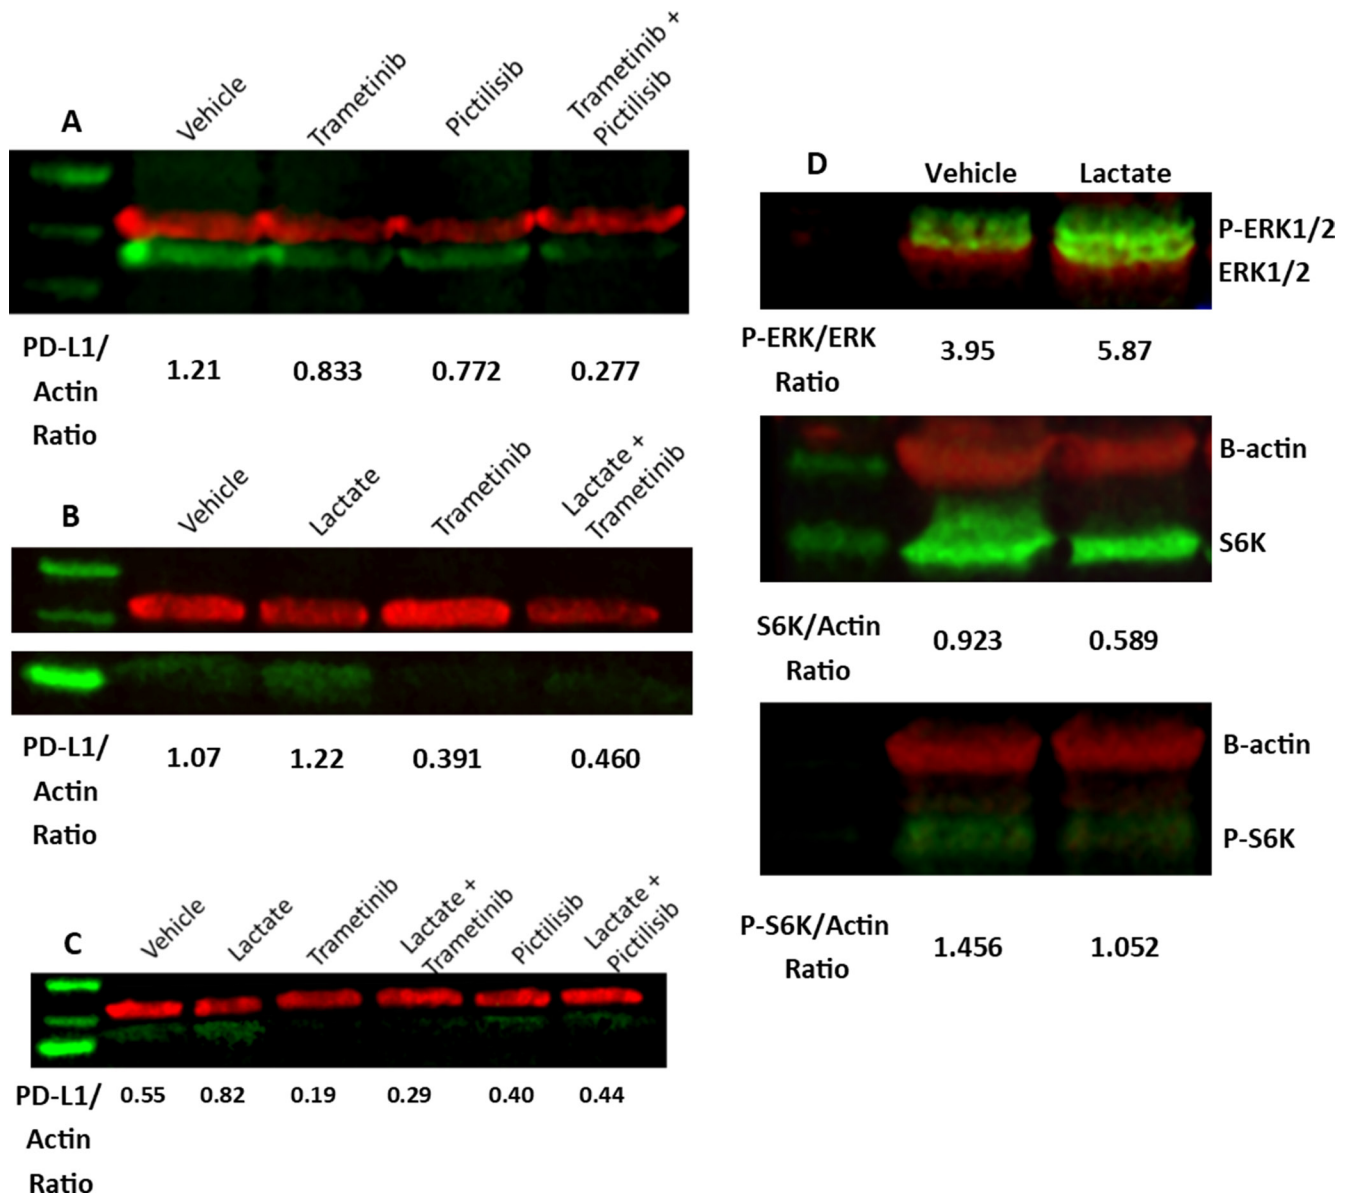 A
Vehicle
Trametinib
Pictilisib
Trametinib +
Pictilisib
PD-L1/
Actin
Ratio
1.21
0.833
0.772
0.277
B
Vehicle
Lactate
Trametinib
Lactate +
Trametinib
PD-L1/
Actin
Ratio
1.07
1.22
0.391
0.460
C
Vehicle
Lactate
Trametinib
Lactate +
Trametinib
Pictilisib
Lactate +
Pictilisib
PD-L1/
Actin
Ratio
0.55
0.82
0.19
0.29
0.40
0.44
D
Vehicle
Lactate
P-ERK1/2
ERK1/2
P-ERK/ERK
Ratio
3.95
5.87
B-actin
S6K
S6K/Actin
Ratio
0.923
0.589
B-actin
P-S6K
P-S6K/Actin
Ratio
1.456
1.052